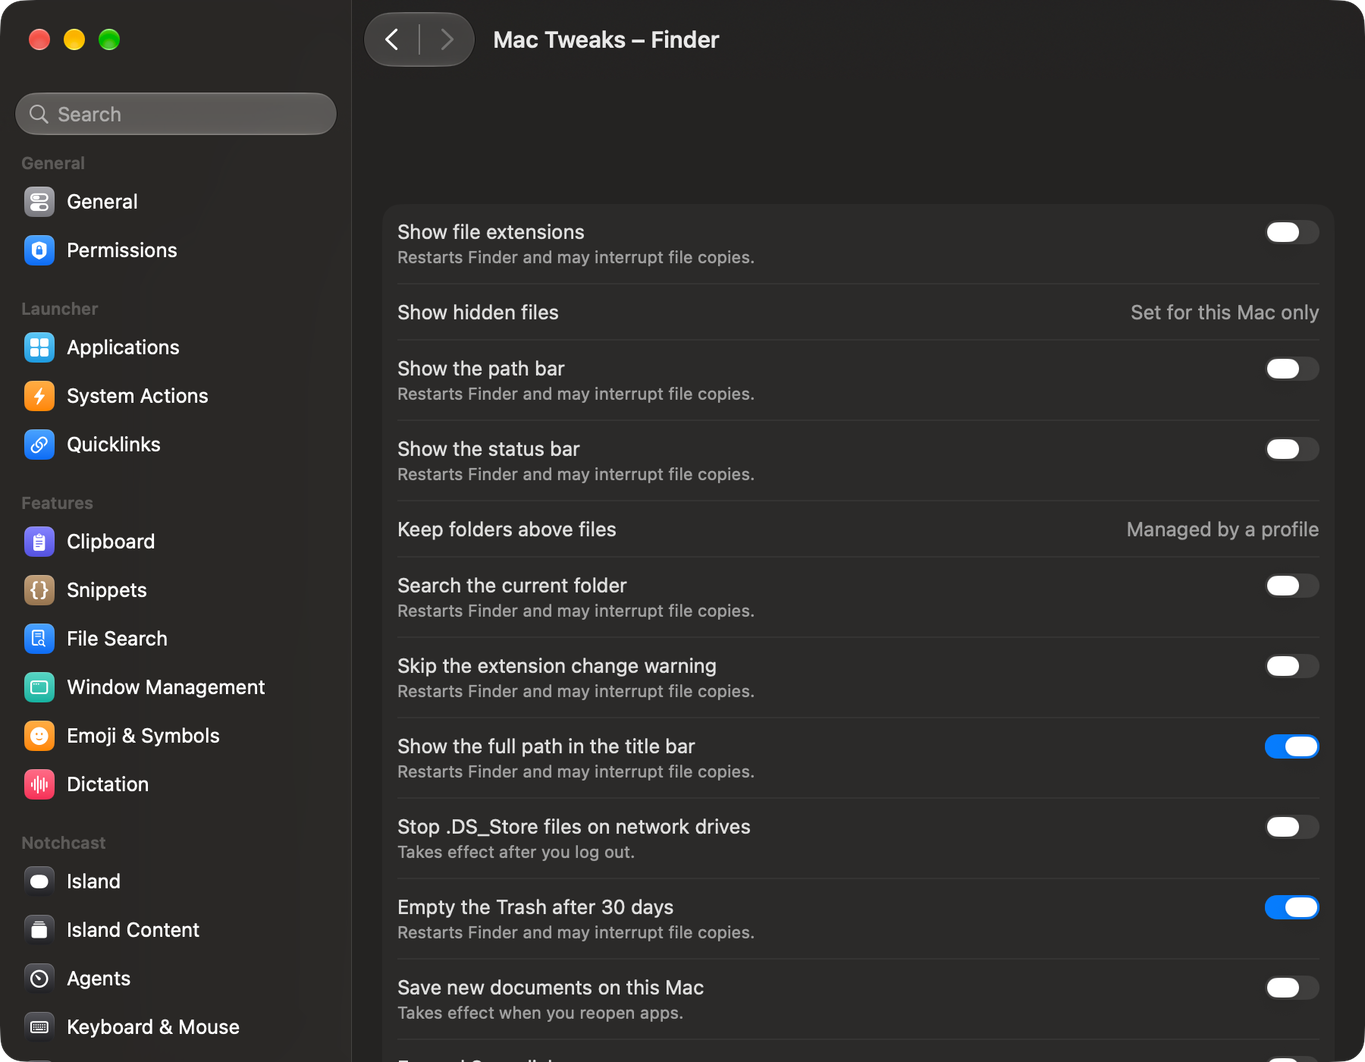 Mac Tweaks – Finder
Search
General
General
Permissions
Launcher
Applications
System Actions
Quicklinks
Features
Clipboard
Snippets
File Search
Window Management
Emoji & Symbols
Dictation
Notchcast
Island
Island Content
Agents
Keyboard & Mouse
Show file extensions
Restarts Finder and may interrupt file copies.
Show hidden files
Set for this Mac only
Show the path bar
Restarts Finder and may interrupt file copies.
Show the status bar
Restarts Finder and may interrupt file copies.
Keep folders above files
Managed by a profile
Search the current folder
Restarts Finder and may interrupt file copies.
Skip the extension change warning
Restarts Finder and may interrupt file copies.
Show the full path in the title bar
Restarts Finder and may interrupt file copies.
Stop .DS_Store files on network drives
Takes effect after you log out.
Empty the Trash after 30 days
Restarts Finder and may interrupt file copies.
Save new documents on this Mac
Takes effect when you reopen apps.